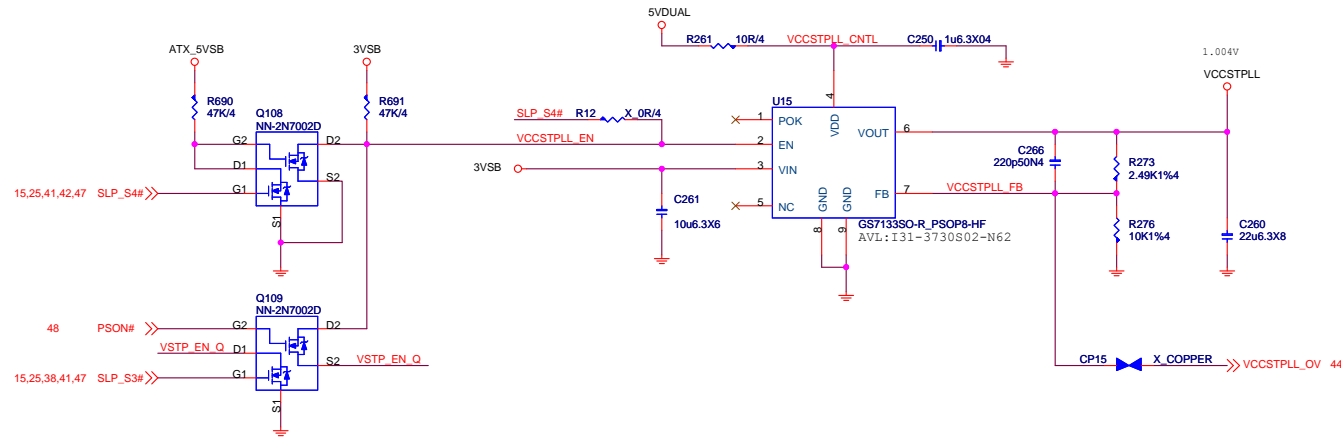 5VDUAL
R261 10R/4 VCCSTPLL_CNTL C250 1u6.3X04
ATX_5VSB 3VSB
1.004V
VCCSTPLL
R690
47K/4
Q108
NN-2N7002D
R691
47K/4
U15
4
VDD
SLP_S4# R12 X_0R/4
1 POK
G2 D2
VCCSTPLL_EN
2 EN
VOUT 6
D1
S2
3VSB
3 VIN
C266
220p50N4
R273
2.49K1%4
15,25,41,42,47 SLP_S4# G1
FB 7 VCCSTPLL_FB
C261
10u6.3X6
5 NC
GND GND
8 9
S1
GS7133SO-R_PSOP8-HF
AVL:I31-3730S02-N62
R276
10K1%4
C260
22u6.3X8
Q109
NN-2N7002D
48 PSON# G2 D2
VSTP_EN_Q D1
S2 VSTP_EN_Q
15,25,38,41,47 SLP_S3# G1
S1
CP15 X_COPPER VCCSTPLL_OV 44